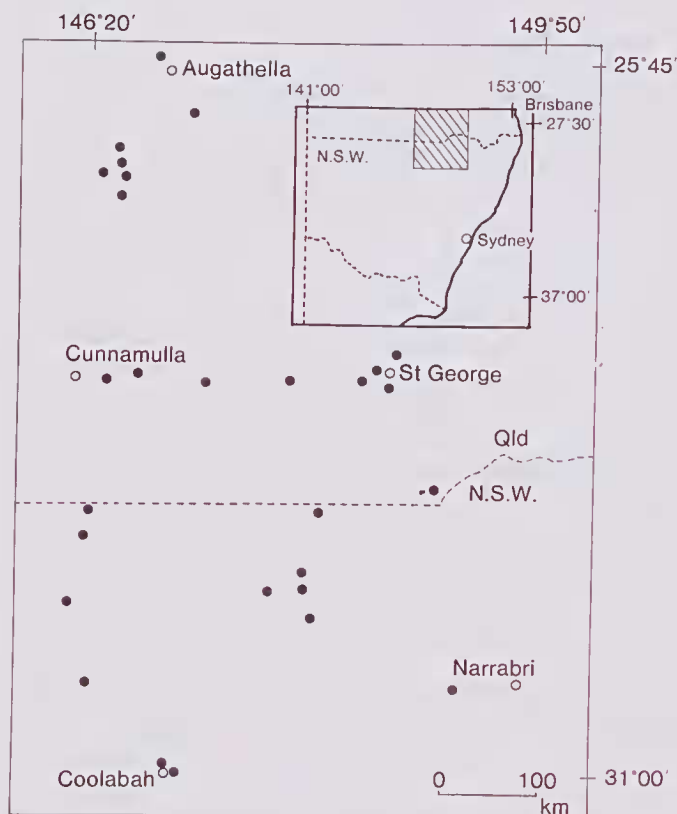 146°20'
149°50'
Augathella
25°45'
141°00'
153°00'
Brisbane
27°30'
N.S.W.
Sydney
37°00'
Cunnamulla
St George
Qld
N.S.W.
Narrabri
Coolabah
0 100
km
31°00'